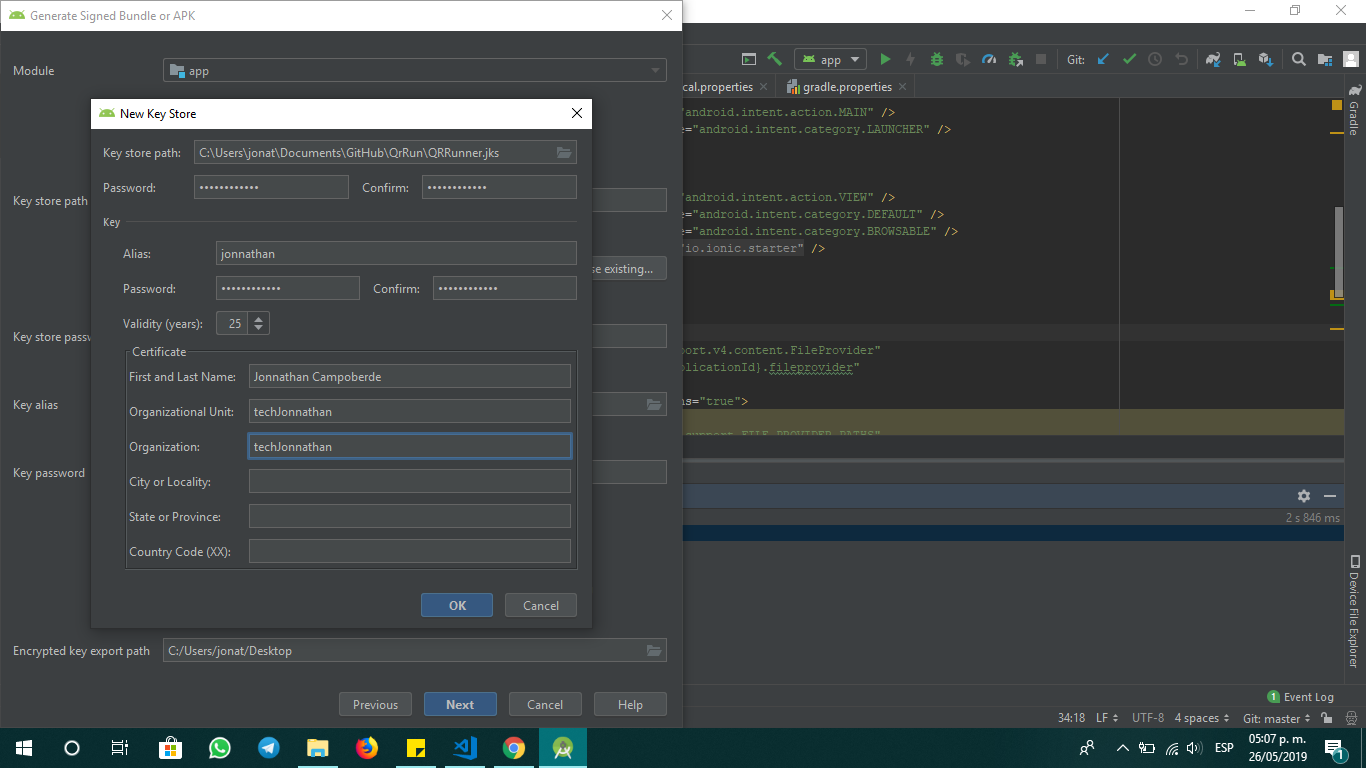 Generate Signed Bundle or APK
Module
app
New Key Store
Key store path:
C:\Users\jonat\Documents\GitHub\QrRun\QRRunner.jks
Password:
••••••••••••
Confirm:
••••••••••••
Key
Alias:
jonnathan
Password:
••••••••••••
Confirm:
••••••••••••
Validity (years):
25
Certificate
First and Last Name:
Jonnathan Campoberde
Organizational Unit:
techJonnathan
Organization:
techJonnathan
City or Locality:
State or Province:
Country Code (XX):
OK
Cancel
Key store path
se existing...
Key store passw
Key alias
Key password
Encrypted key export path
C:/Users/jonat/Desktop
Previous
Next
Cancel
Help
app
Git:
cal.properties
gradle.properties
android.intent.action.MAIN" />
e="android.intent.category.LAUNCHER" />
android.intent.action.VIEW" />
e="android.intent.category.DEFAULT" />
e="android.intent.category.BROWSABLE" />
"io.ionic.starter" />
port.v4.content.FileProvider"
plicationId}.fileprovider"
ns="true">
support.FILE_PROVIDER_PATHS"
2 s 846 ms
Gradle
Device File Explorer
1 Event Log
34:18 LF UTF-8 4 spaces Git: master
ESP
05:07 p. m.
26/05/2019
1